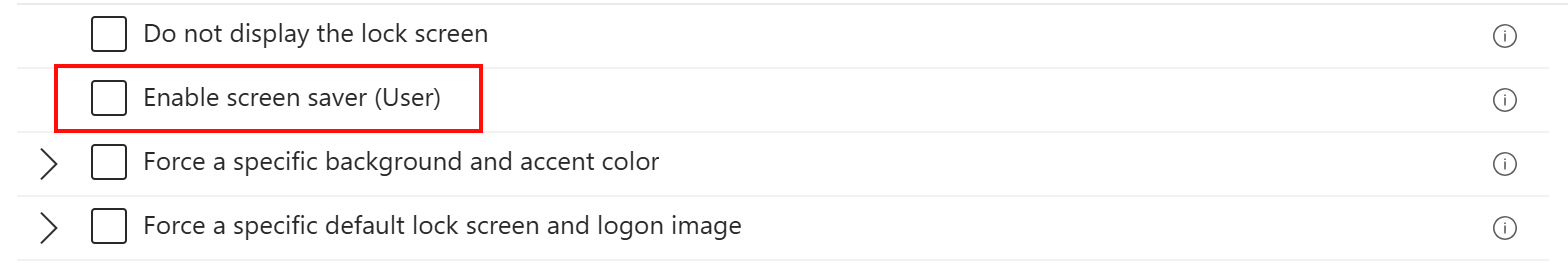 Do not display the lock screen
Enable screen saver (User)
Force a specific background and accent color
Force a specific default lock screen and logon image